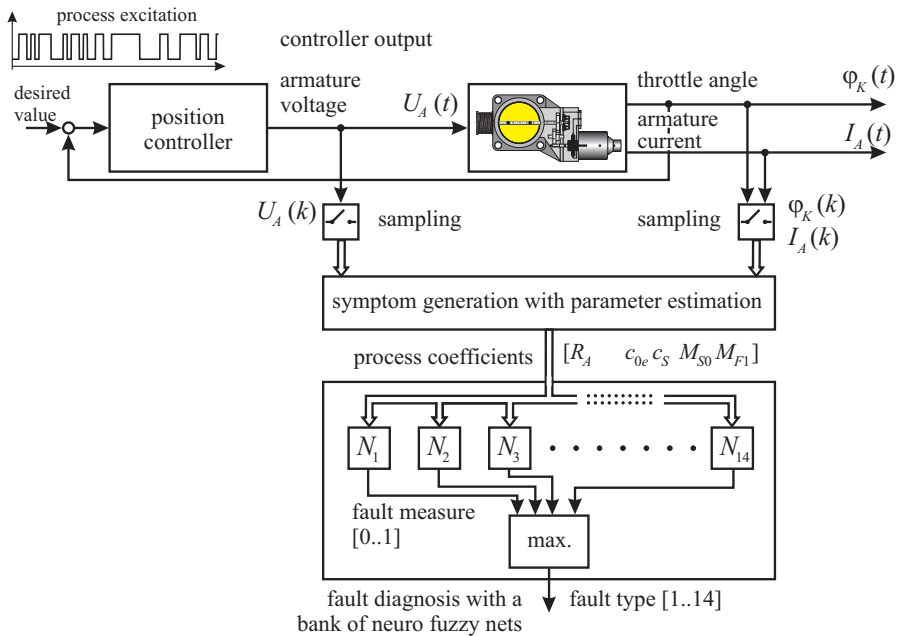 process excitation
controller output
desired
value
position
controller
armature
voltage
U_A(t)
throttle angle
armature
current
φ_K(t)
I_A(t)
U_A(k)
sampling
sampling
φ_K(k)
I_A(k)
symptom generation with parameter estimation
process coefficients
[R_A c_0e c_S M_S0 M_F1]
N_1
N_2
N_3
N_14
fault measure
[0..1]
max.
fault diagnosis with a
bank of neuro fuzzy nets
fault type [1..14]